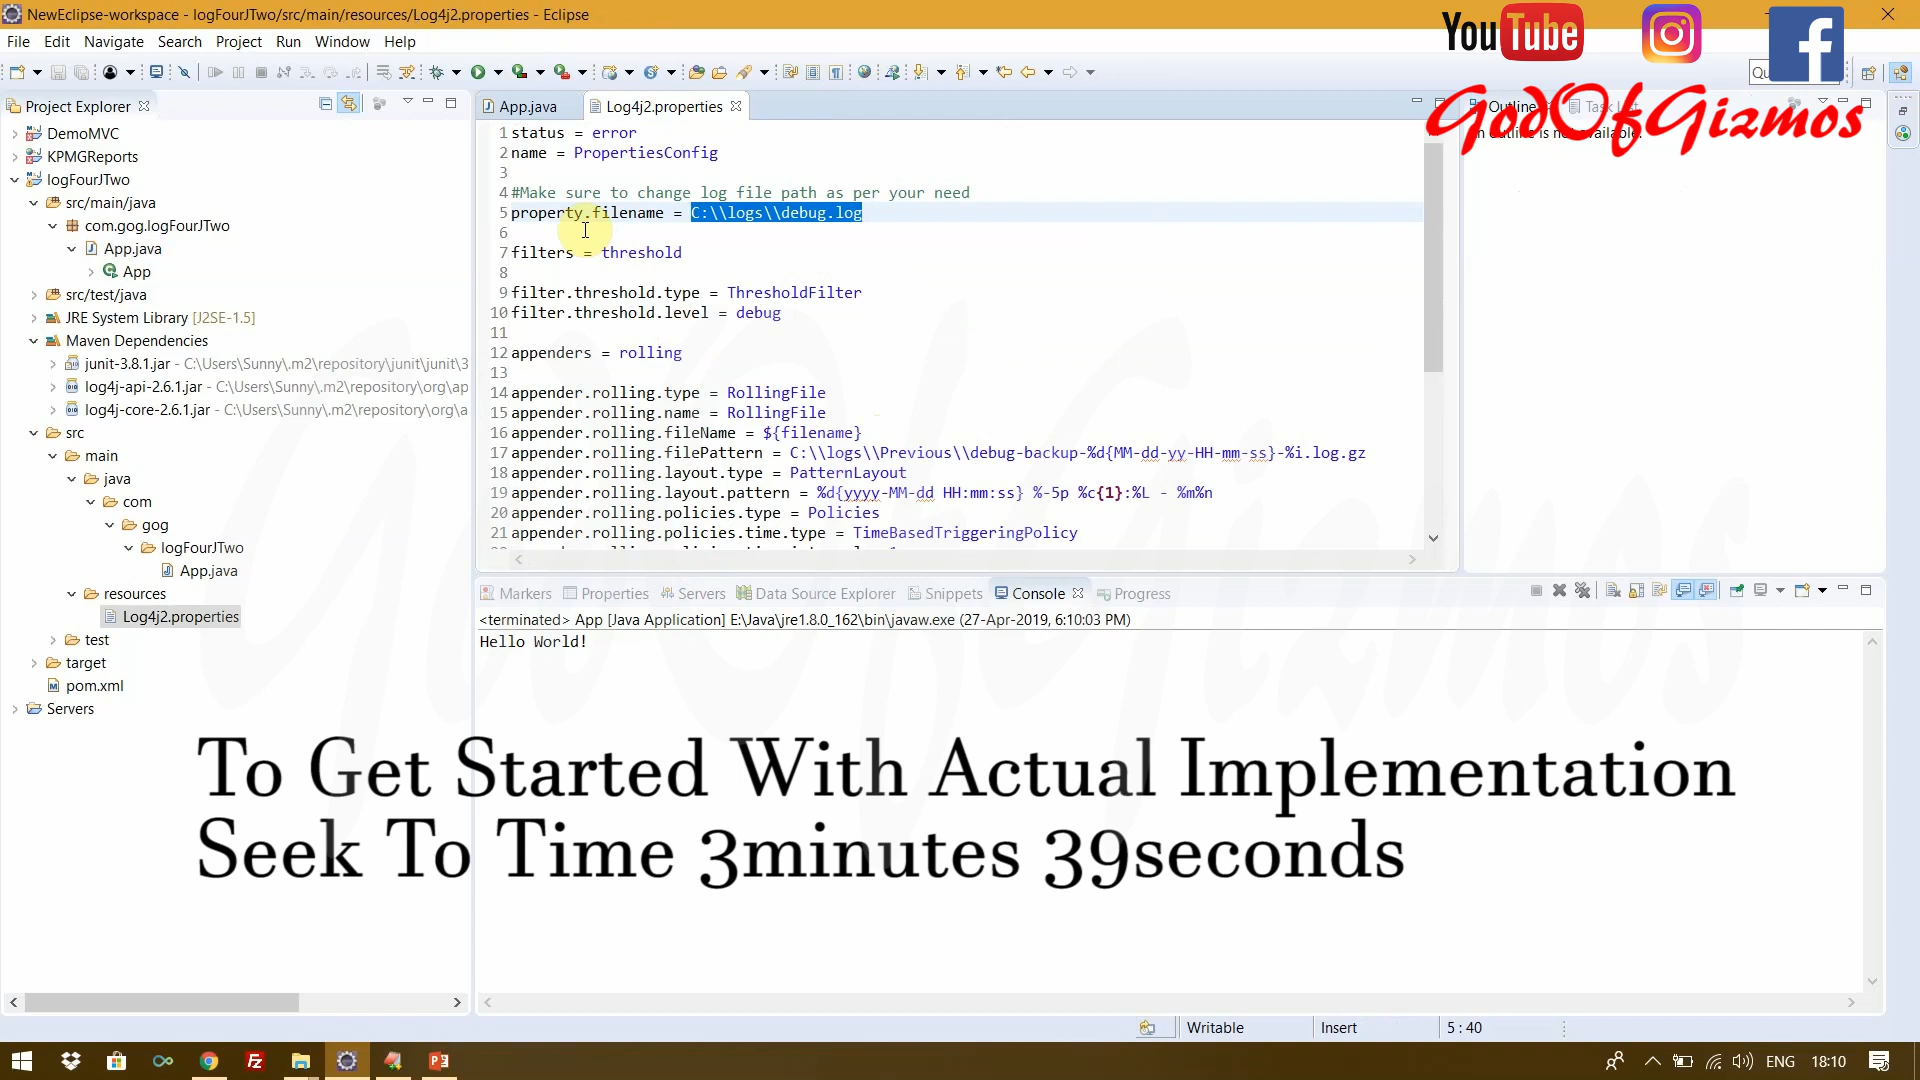 NewEclipse-workspace - logFourJTwo/src/main/resources/Log4j2.properties - Eclipse
File Edit Navigate Search Project Run Window Help
YouTube
GodOfGizmos
Project Explorer
DemoMVC
KPMGReports
logFourJTwo
src/main/java
com.gog.logFourJTwo
App.java
App
src/test/java
JRE System Library [J2SE-1.5]
Maven Dependencies
junit-3.8.1.jar - C:\Users\Sunny\.m2\repository\junit\junit\3
log4j-api-2.6.1.jar - C:\Users\Sunny\.m2\repository\org\ap
log4j-core-2.6.1.jar - C:\Users\Sunny\.m2\repository\org\a
src
main
java
com
gog
logFourJTwo
App.java
resources
Log4j2.properties
test
target
pom.xml
Servers
App.java Log4j2.properties
1 status = error
2 name = PropertiesConfig
3
4 #Make sure to change log file path as per your need
5 property.filename = C:\\logs\\debug.log
6
7 filters = threshold
8
9 filter.threshold.type = ThresholdFilter
10 filter.threshold.level = debug
11
12 appenders = rolling
13
14 appender.rolling.type = RollingFile
15 appender.rolling.name = RollingFile
16 appender.rolling.fileName = ${filename}
17 appender.rolling.filePattern = C:\\logs\\Previous\\debug-backup-%d{MM-dd-yy-HH-mm-ss}-%i.log.gz
18 appender.rolling.layout.type = PatternLayout
19 appender.rolling.layout.pattern = %d{yyyy-MM-dd HH:mm:ss} %-5p %c{1}:%L - %m%n
20 appender.rolling.policies.type = Policies
21 appender.rolling.policies.time.type = TimeBasedTriggeringPolicy
Outline Task List
outline is not available.
Markers Properties Servers Data Source Explorer Snippets Console Progress
<terminated> App [Java Application] E:\Java\jre1.8.0_162\bin\javaw.exe (27-Apr-2019, 6:10:03 PM)
Hello World!
To Get Started With Actual Implementation
Seek To Time 3minutes 39seconds
Writable Insert 5 : 40
ENG 18:10